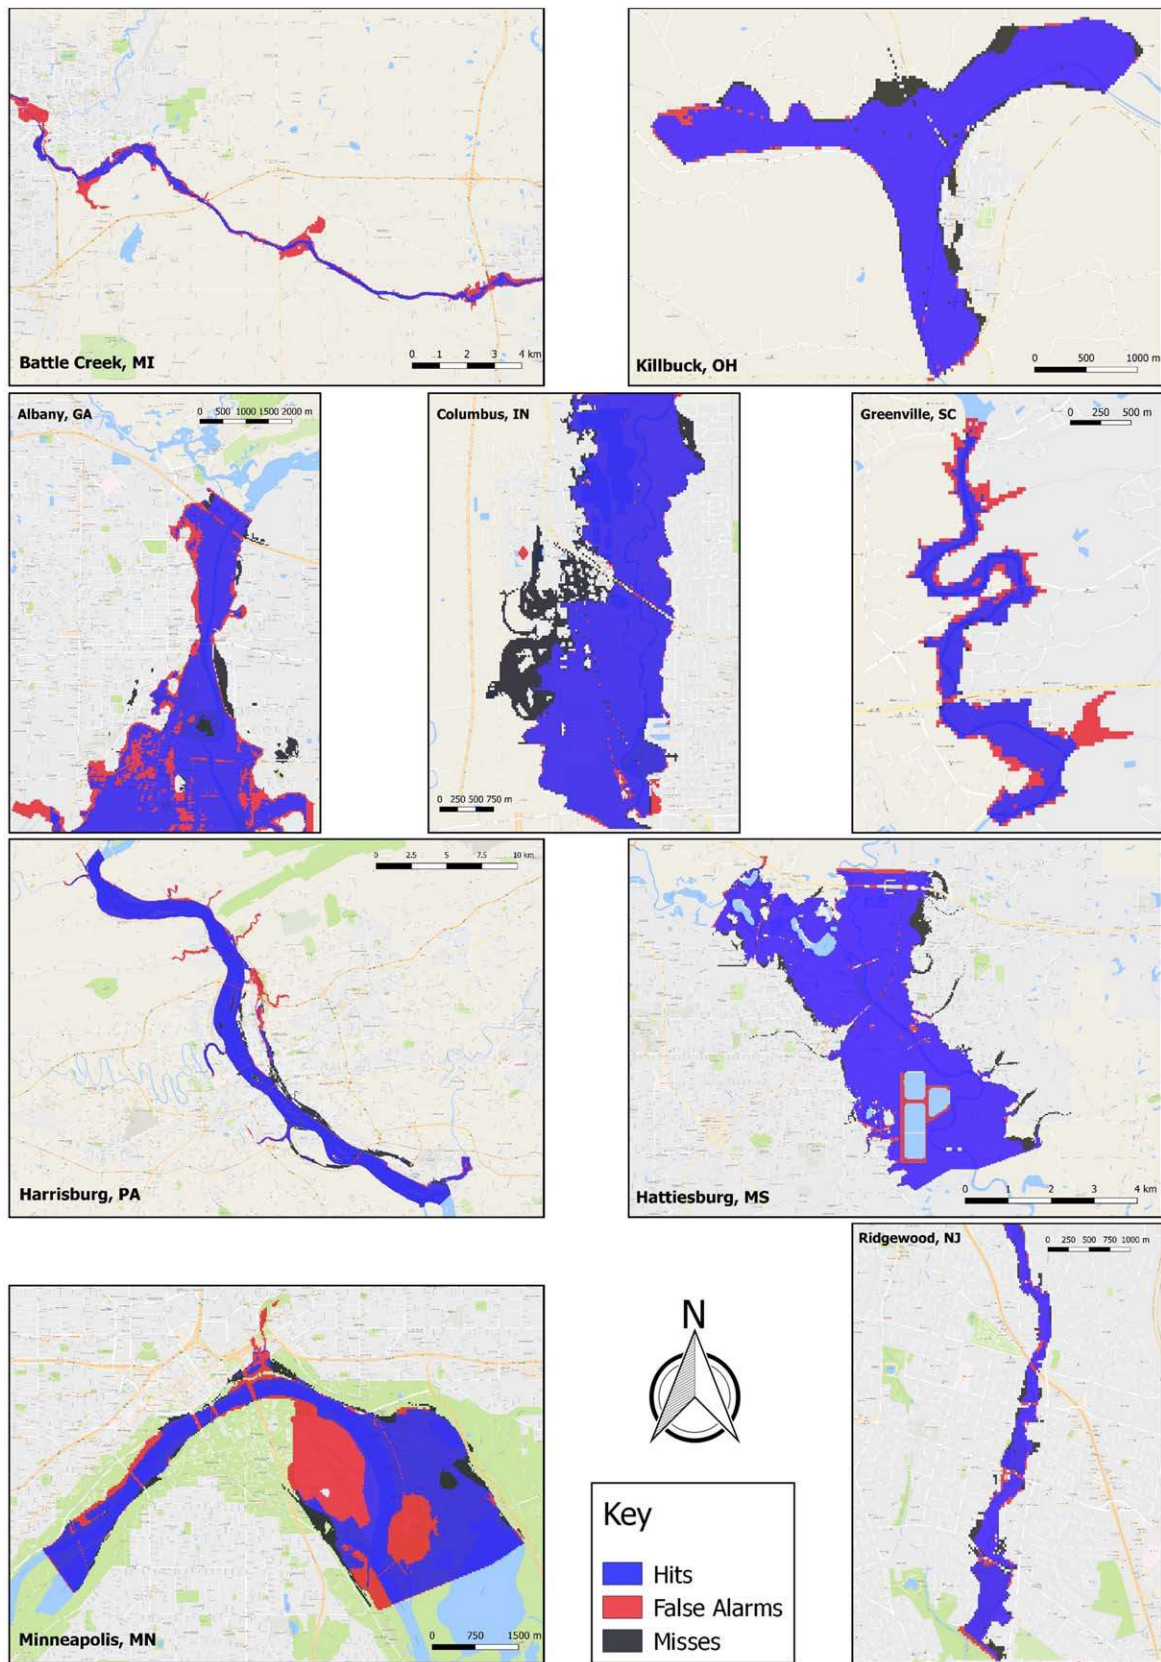 Battle Creek, MI
0 1 2 3 4 km
Killbuck, OH
0 500 1000 m
Albany, GA
0 500 1000 1500 2000 m
Columbus, IN
0 250 500 750 m
Greenville, SC
0 250 500 m
Harrisburg, PA
0 2.5 5 7.5 10 km
Hattiesburg, MS
0 1 2 3 4 km
Minneapolis, MN
0 750 1500 m
N
Key
Hits
False Alarms
Misses
Ridgewood, NJ
0 250 500 750 1000 m